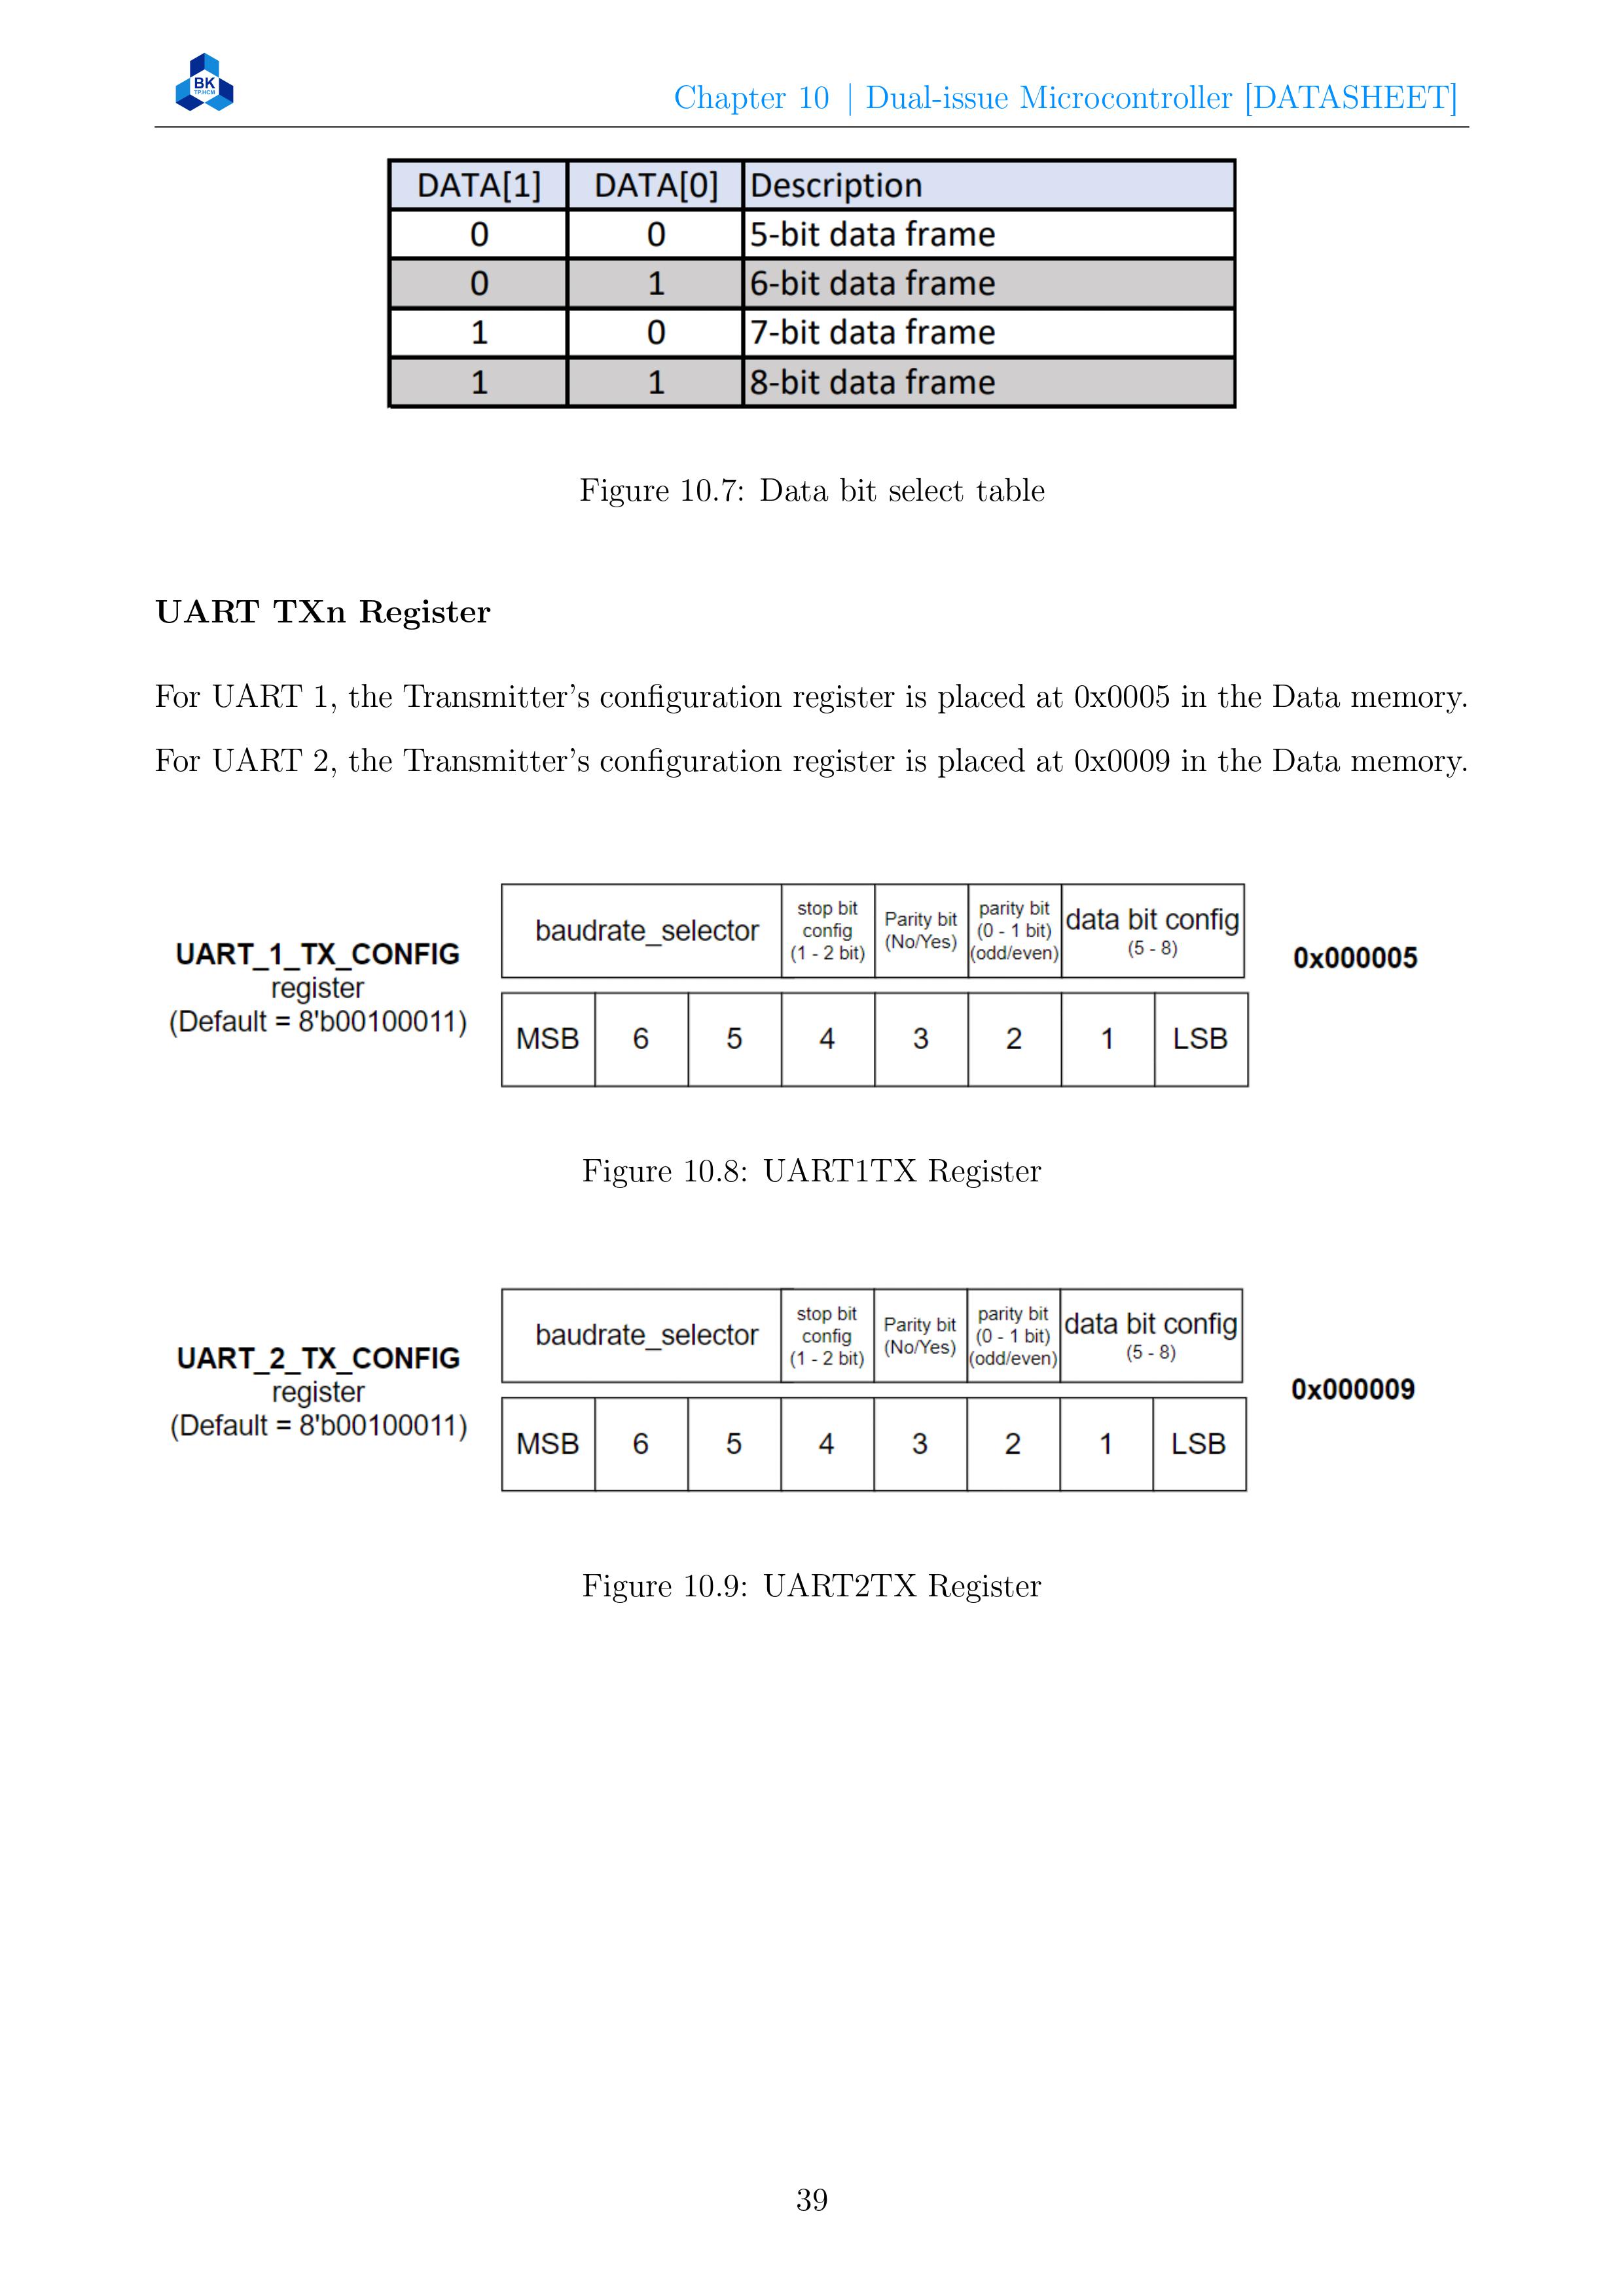 BK
TP.HCM
Chapter 10 | Dual-issue Microcontroller [DATASHEET]
DATA[1] DATA[0] Description
0 0 5-bit data frame
0 1 6-bit data frame
1 0 7-bit data frame
1 1 8-bit data frame
Figure 10.7: Data bit select table
UART TXn Register
For UART 1, the Transmitter's configuration register is placed at 0x0005 in the Data memory.
For UART 2, the Transmitter's configuration register is placed at 0x0009 in the Data memory.
UART_1_TX_CONFIG
register
(Default = 8'b00100011)
baudrate_selector
stop bit
config
(1 - 2 bit)
Parity bit
(No/Yes)
parity bit
(0 - 1 bit)
(odd/even)
data bit config
(5 - 8)
MSB 6 5 4 3 2 1 LSB
0x000005
Figure 10.8: UART1TX Register
UART_2_TX_CONFIG
register
(Default = 8'b00100011)
baudrate_selector
stop bit
config
(1 - 2 bit)
Parity bit
(No/Yes)
parity bit
(0 - 1 bit)
(odd/even)
data bit config
(5 - 8)
MSB 6 5 4 3 2 1 LSB
0x000009
Figure 10.9: UART2TX Register
39